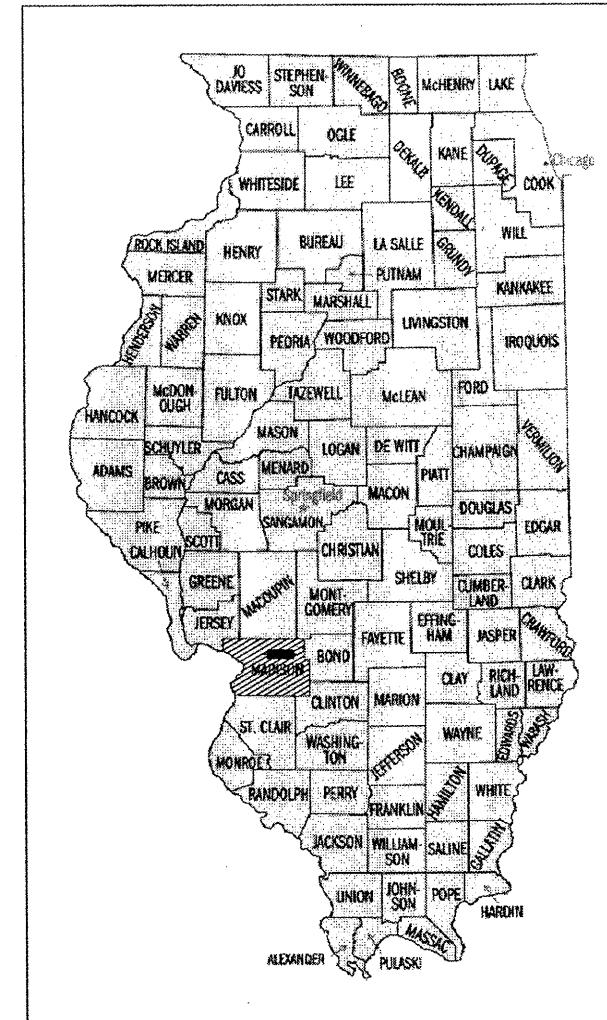 JO
DAVIESS
STEPHEN-
SON
WINNEBAGO
BOONE
McHENRY
LAKE
CARROLL
OGLE
DEKALB
KANE
DUPAGE
COOK
Chicago
WHITESIDE
LEE
KENDALL
WILL
ROCK ISLAND
HENRY
BUREAU
LA SALLE
GRUNDY
MERCER
PUTNAM
KANKAKEE
STARK
MARSHALL
HENDERSON
WARREN
KNOX
PEORIA
WOODFORD
LIVINGSTON
IROQUOIS
HANCOCK
McDON
OUGH
FULTON
TAZEWELL
McLEAN
FORD
VERMILION
MASON
SCHUYLER
LOGAN
DE WITT
CHAMPAIGN
ADAMS
BROWN
CASS
MENARD
PIATT
Springfield
MACON
MORGAN
SANGAMON
DOUGLAS
PIKE
CALHOUN
SCOTT
CHRISTIAN
MOUL
TRIE
EDGAR
COLES
GREENE
MACOUPIN
MONT-
GOMERY
SHELBY
CUMBER-
LAND
CLARK
JERSEY
FAYETTE
EFFING
HAM
JASPER
CRAWFORD
MADISON
BOND
CLAY
RICH-
LAND
LAW-
RENCE
CLINTON
MARION
ST. CLAIR
WAYNE
EDWARDS
WABASH
WASHING-
TON
JEFFERSON
MONROE
RANDOLPH
PERRY
HAMILTON
WHITE
FRANKLIN
JACKSON
WILLIAM-
SON
SALINE
GALLATIN
UNION
JOHN-
SON
POPE
HARDIN
MASSAC
ALEXANDER
PULASKI